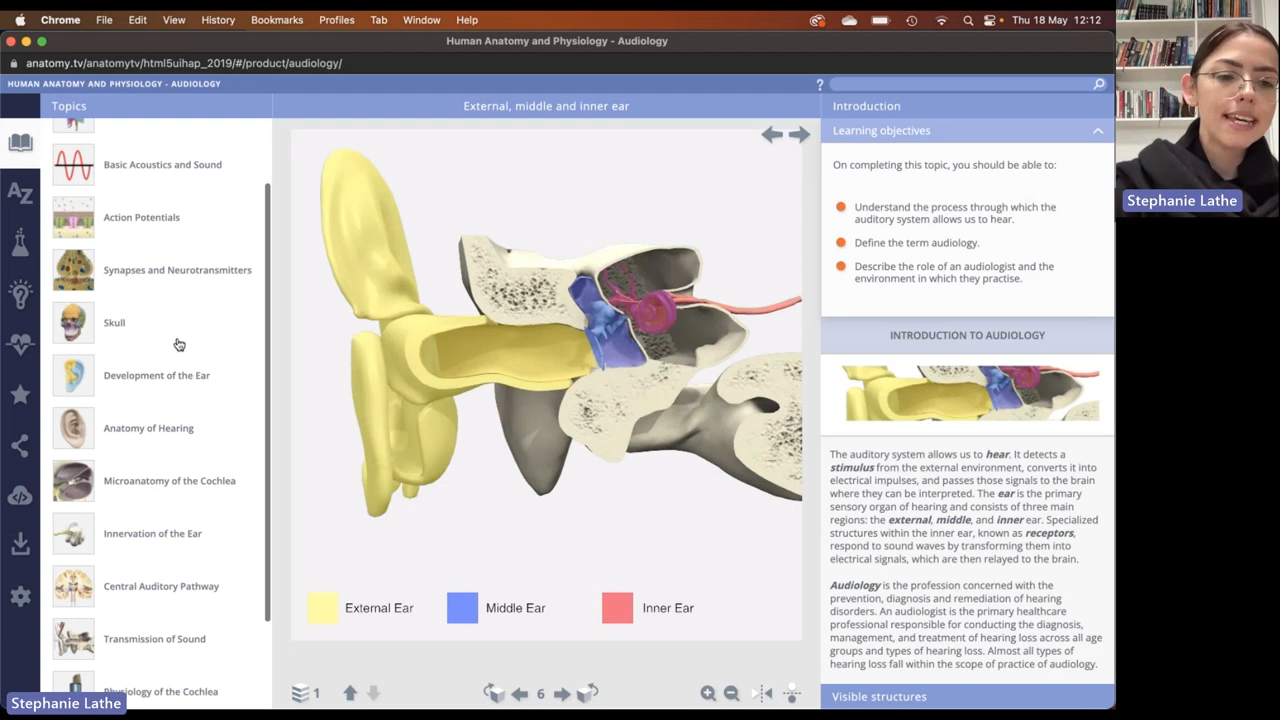 Chrome File Edit View History Bookmarks Profiles Tab Window Help Thu 18 May 12:12
Human Anatomy and Physiology - Audiology
anatomy.tv/anatomytv/html5uihap_2019/#/product/audiology/
HUMAN ANATOMY AND PHYSIOLOGY - AUDIOLOGY
?
Topics
Basic Acoustics and Sound
Action Potentials
Synapses and Neurotransmitters
Skull
Development of the Ear
Anatomy of Hearing
Microanatomy of the Cochlea
Innervation of the Ear
Central Auditory Pathway
Transmission of Sound
Physiology of the Cochlea
AZ
External, middle and inner ear
External Ear Middle Ear Inner Ear
1 6
Introduction
Learning objectives
On completing this topic, you should be able to:
Understand the process through which the
auditory system allows us to hear.
Define the term audiology.
Describe the role of an audiologist and the
environment in which they practise.
INTRODUCTION TO AUDIOLOGY
The auditory system allows us to hear. It detects a
stimulus from the external environment, converts it into
electrical impulses, and passes those signals to the brain
where they can be interpreted. The ear is the primary
sensory organ of hearing and consists of three main
regions: the external, middle, and inner ear. Specialized
structures within the inner ear, known as receptors,
respond to sound waves by transforming them into
electrical signals, which are then relayed to the brain.
Audiology is the profession concerned with the
prevention, diagnosis and remediation of hearing
disorders. An audiologist is the primary healthcare
professional responsible for conducting the diagnosis,
management, and treatment of hearing loss across all age
groups and types of hearing loss. Almost all types of
hearing loss fall within the scope of practice of audiology.
Visible structures
Stephanie Lathe
Stephanie Lathe